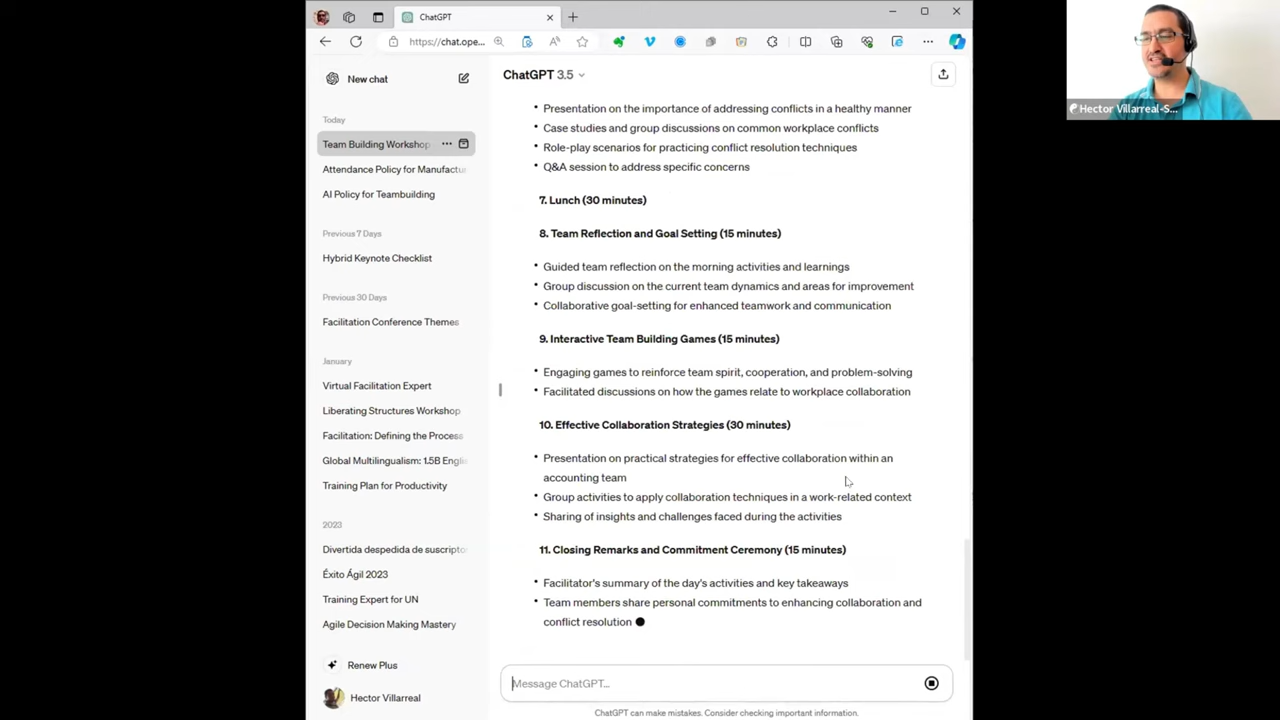 ChatGPT
https://chat.ope...
New chat
Today
Team Building Workshop
Attendance Policy for Manufactu
AI Policy for Teambuilding
Previous 7 Days
Hybrid Keynote Checklist
Previous 30 Days
Facilitation Conference Themes
January
Virtual Facilitation Expert
Liberating Structures Workshop
Facilitation: Defining the Process
Global Multilingualism: 1.5B Engli
Training Plan for Productivity
2023
Divertida despedida de suscripto
Éxito Ágil 2023
Training Expert for UN
Agile Decision Making Mastery
Renew Plus
Hector Villarreal
ChatGPT 3.5
• Presentation on the importance of addressing conflicts in a healthy manner
• Case studies and group discussions on common workplace conflicts
• Role-play scenarios for practicing conflict resolution techniques
• Q&A session to address specific concerns
7. Lunch (30 minutes)
8. Team Reflection and Goal Setting (15 minutes)
• Guided team reflection on the morning activities and learnings
• Group discussion on the current team dynamics and areas for improvement
• Collaborative goal-setting for enhanced teamwork and communication
9. Interactive Team Building Games (15 minutes)
• Engaging games to reinforce team spirit, cooperation, and problem-solving
• Facilitated discussions on how the games relate to workplace collaboration
10. Effective Collaboration Strategies (30 minutes)
• Presentation on practical strategies for effective collaboration within an
accounting team
• Group activities to apply collaboration techniques in a work-related context
• Sharing of insights and challenges faced during the activities
11. Closing Remarks and Commitment Ceremony (15 minutes)
• Facilitator's summary of the day's activities and key takeaways
• Team members share personal commitments to enhancing collaboration and
conflict resolution
Message ChatGPT...
ChatGPT can make mistakes. Consider checking important information.
Hector Villarreal-S...